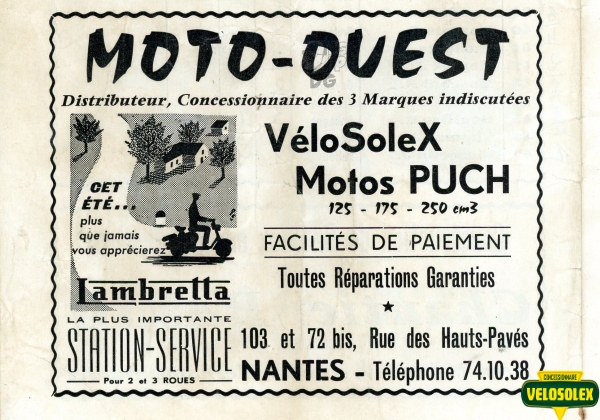 MOTO-OUEST
Distributeur, Concessionnaire des 3 Marques indiscutées
CET
ÉTÉ...
plus
que jamais
vous apprécierez
Lambretta
LA PLUS IMPORTANTE
STATION-SERVICE
Pour 2 et 3 ROUES
VéloSoleX
Motos PUCH
125 - 175 - 250 cm3
FACILITÉS DE PAIEMENT
Toutes Réparations Garanties
103 et 72 bis, Rue des Hauts-Pavés
NANTES - Téléphone 74.10.38
CONCESSIONNAIRE
VELOSOLEX